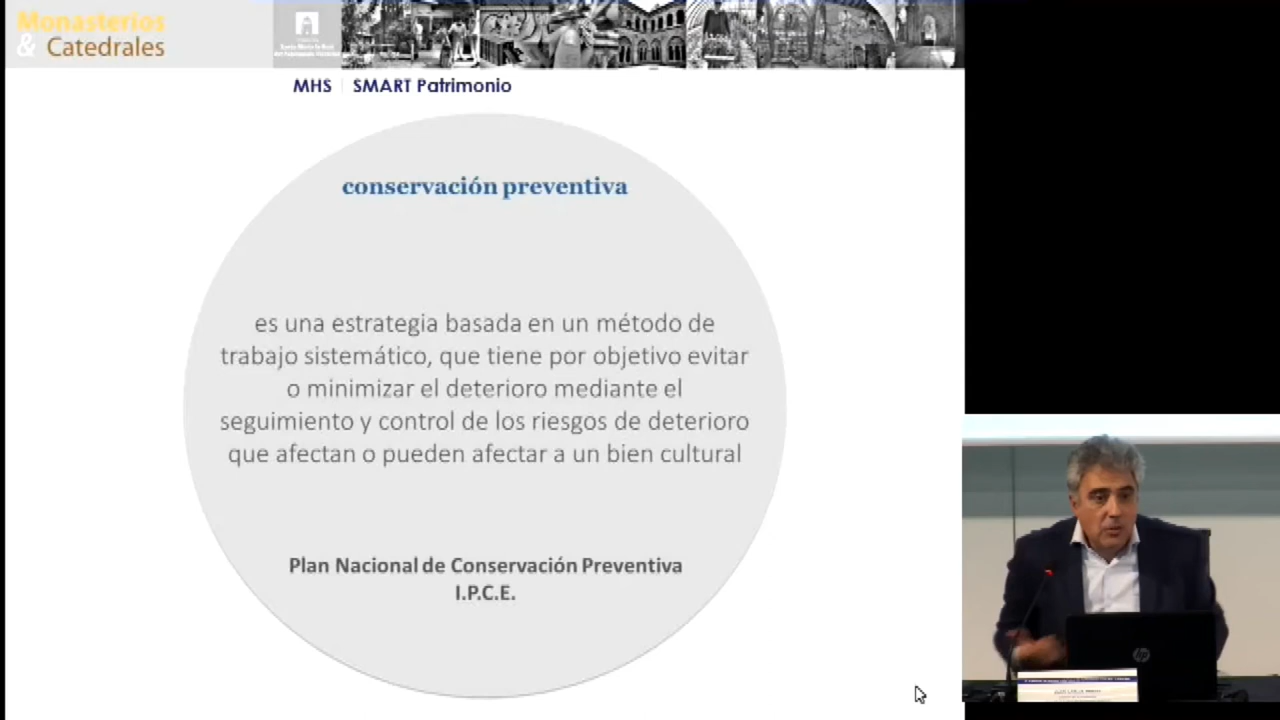 Monasterios
& Catedrales
MHS | SMART Patrimonio
conservación preventiva
es una estrategia basada en un método de
trabajo sistemático, que tiene por objetivo evitar
o minimizar el deterioro mediante el
seguimiento y control de los riesgos de deterioro
que afectan o pueden afectar a un bien cultural
Plan Nacional de Conservación Preventiva
I.P.C.E.
hp